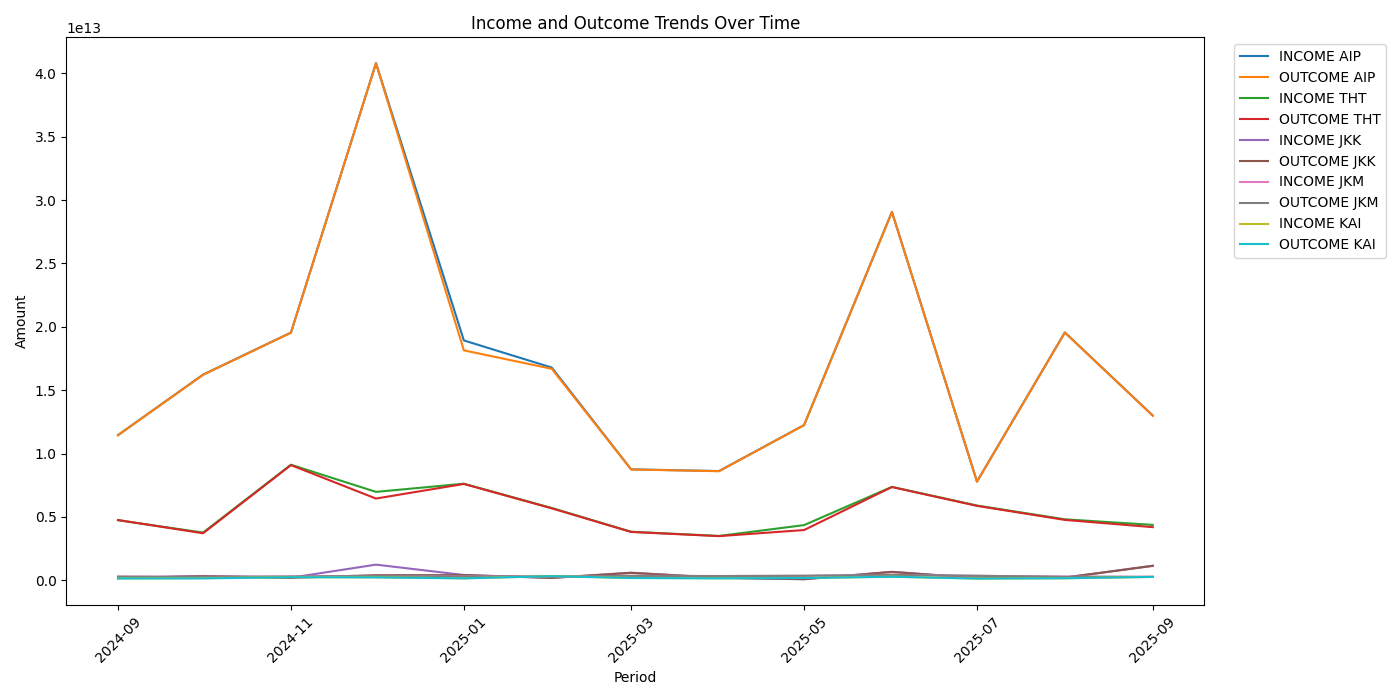 Income and Outcome Trends Over Time
1e13
4.0
3.5
3.0
2.5
2.0
1.5
1.0
0.5
0.0
Amount
2024-09
2024-11
2025-01
2025-03
2025-05
2025-07
2025-09
Period
INCOME AIP
OUTCOME AIP
INCOME THT
OUTCOME THT
INCOME JKK
OUTCOME JKK
INCOME JKM
OUTCOME JKM
INCOME KAI
OUTCOME KAI